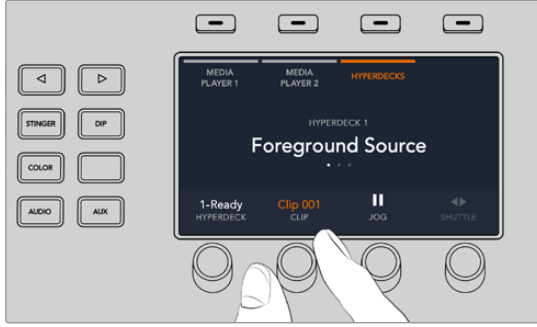 MEDIA
PLAYER 1
MEDIA
PLAYER 2
HYPERDECKS
STINGER
DIP
HYPERDECK 1
Foreground Source
COLOR
1-Ready
HYPERDECK
Clip 001
CLIP
JOG
SHUTTLE
AUDIO
AUX